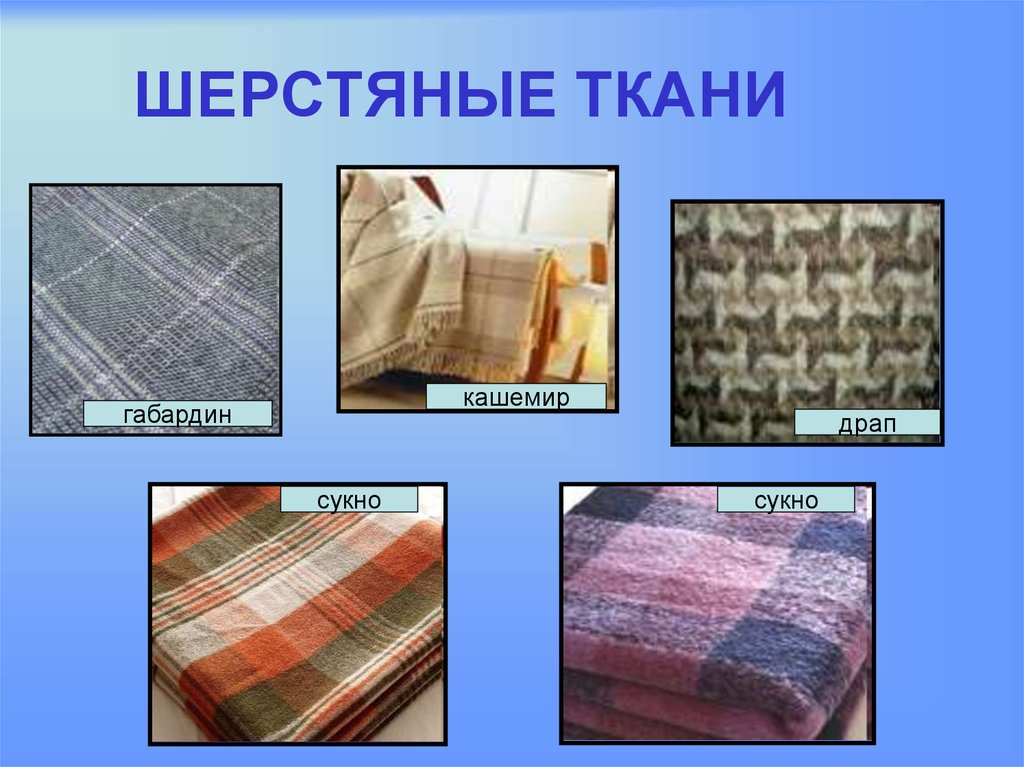 ШЕРСТЯНЫЕ ТКАНИ
габардин
кашемир
драп
сукно
сукно